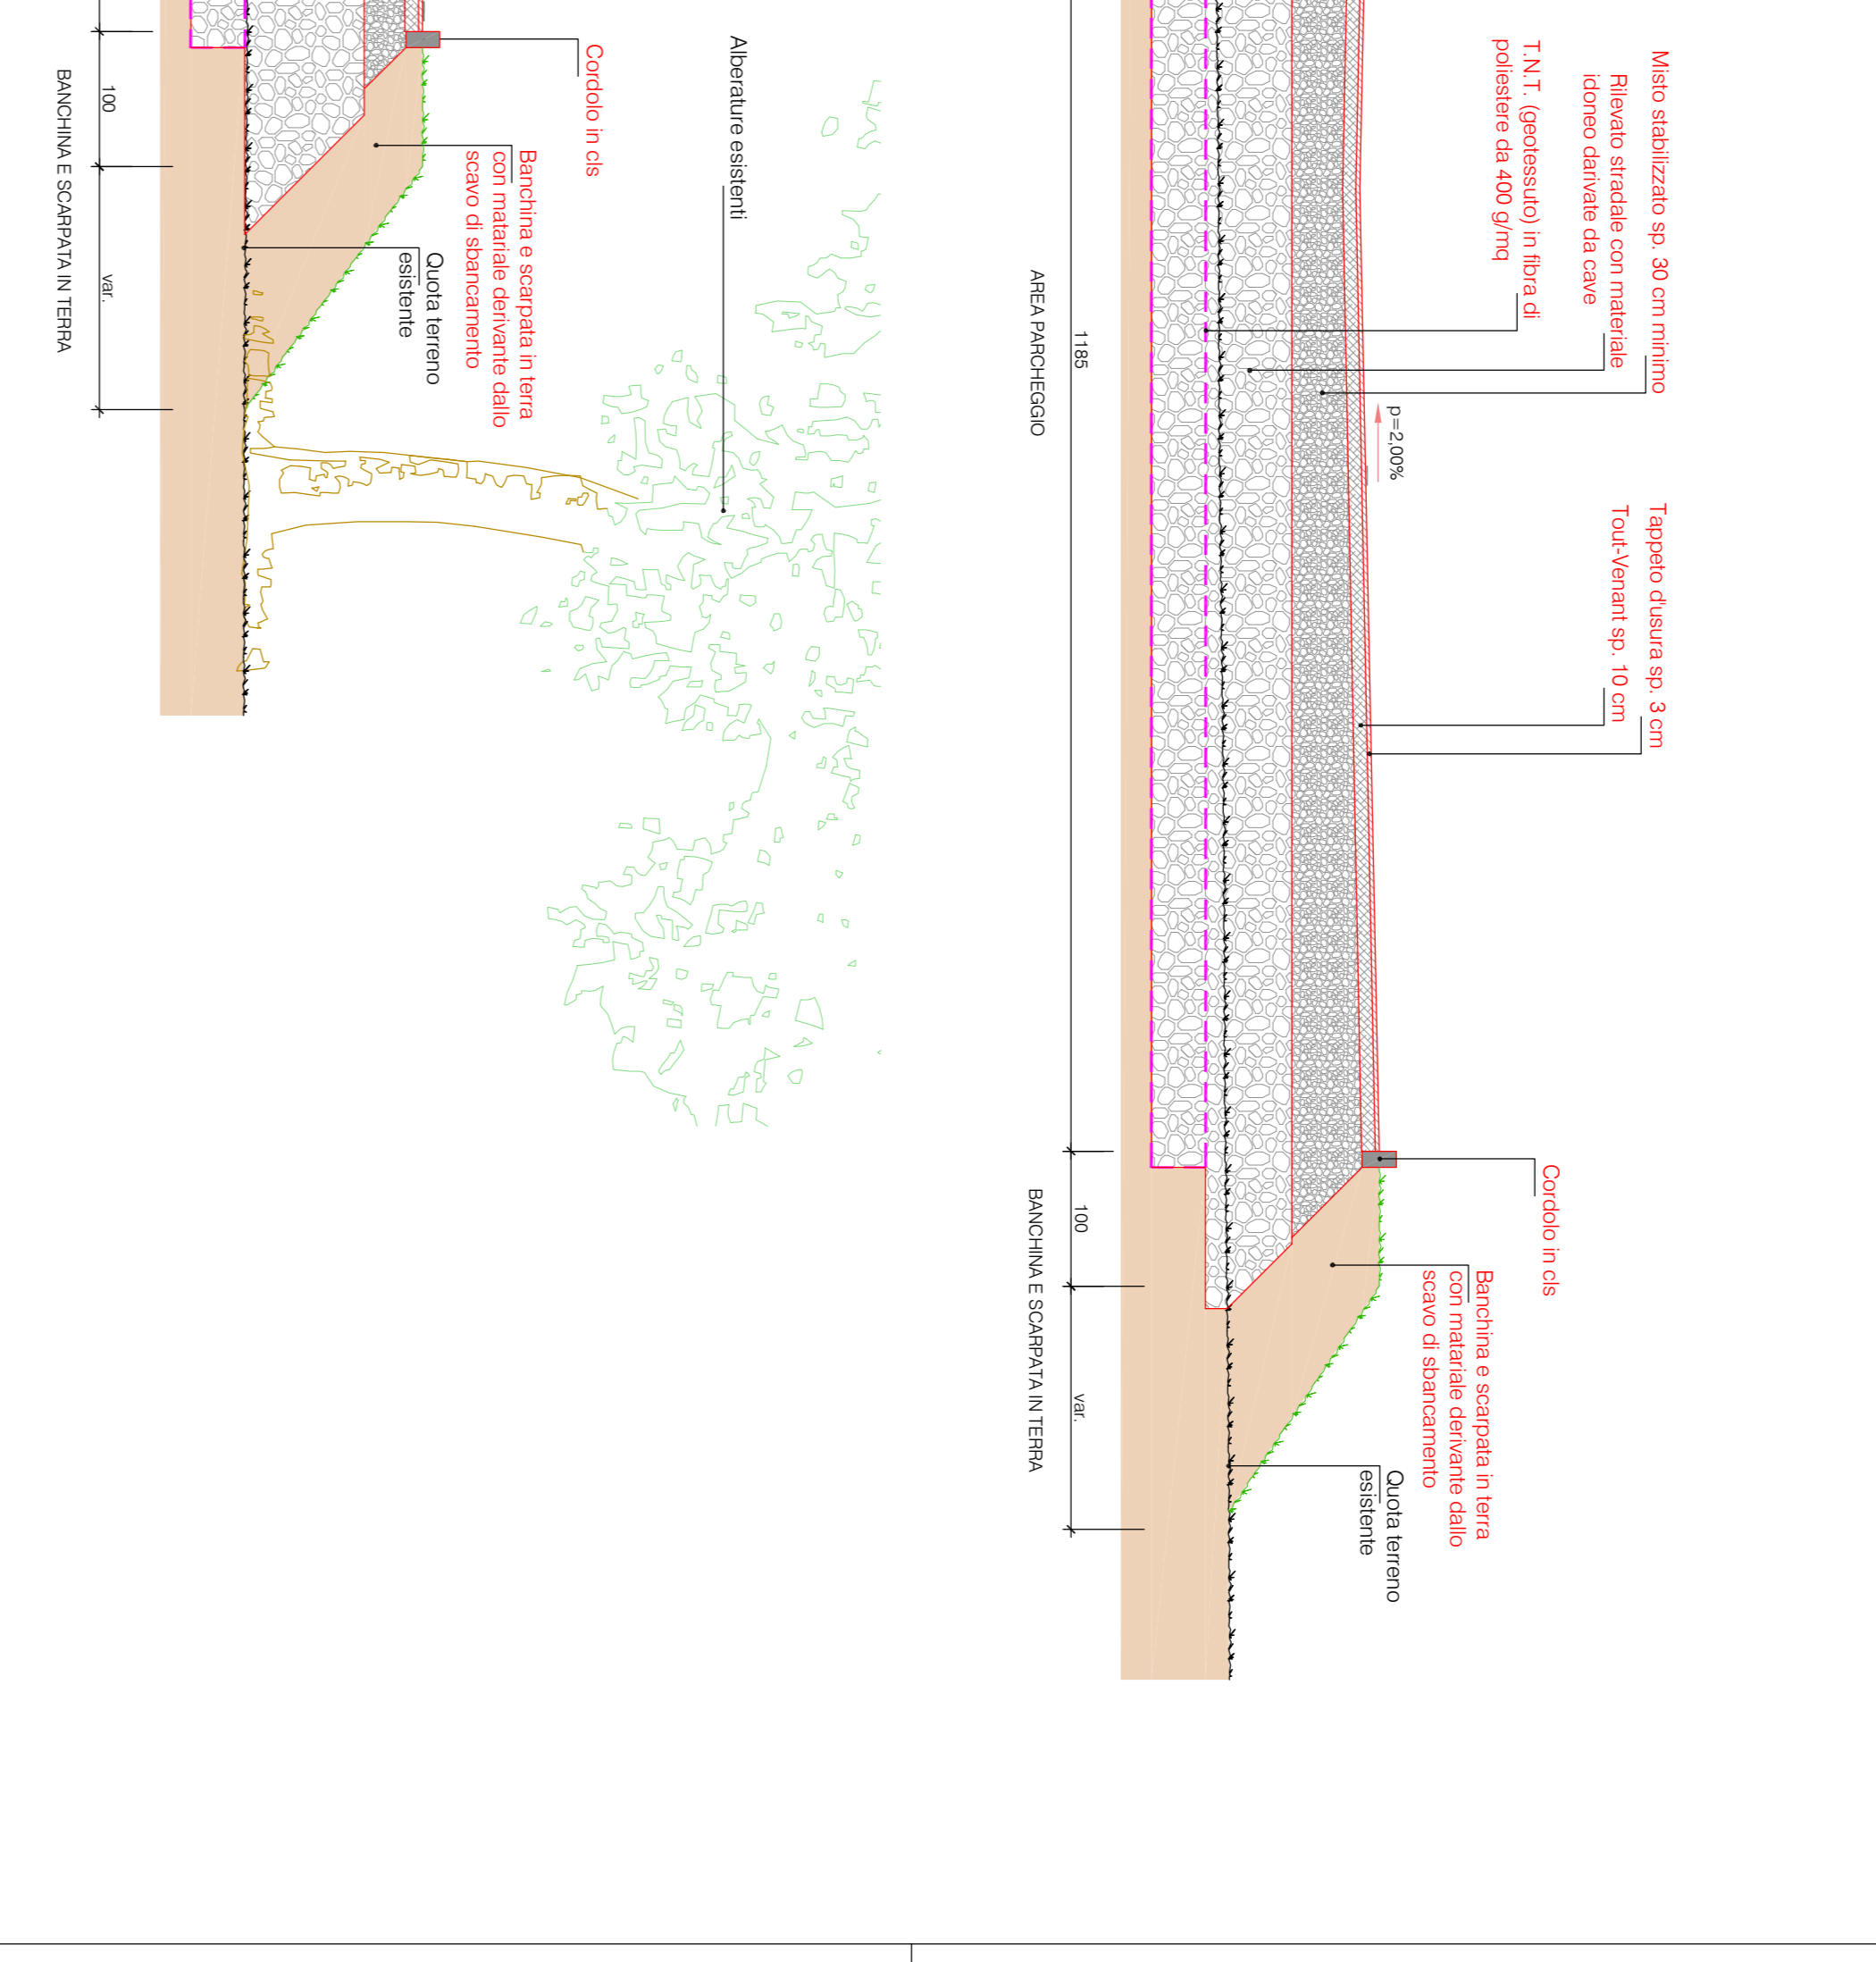 Misto stabilizzato sp. 30 cm minimo
Rilevato stradale con materiale
idoneo darivate da cave
T.N.T. (geotessuto) in fibra di
poliestere da 400 g/mq
p=2,00%
Tappeto d'usura sp. 3 cm
Tout-Venant sp. 10 cm
Cordolo in cls
Banchina e scarpata in terra
con matariale derivante dallo
scavo di sbancamento
Quota terreno
esistente
1185
100
var.
AREA PARCHEGGIO
BANCHINA E SCARPATA IN TERRA
Alberature esistenti
Cordolo in cls
Banchina e scarpata in terra
con matariale derivante dallo
scavo di sbancamento
Quota terreno
esistente
100
var.
BANCHINA E SCARPATA IN TERRA